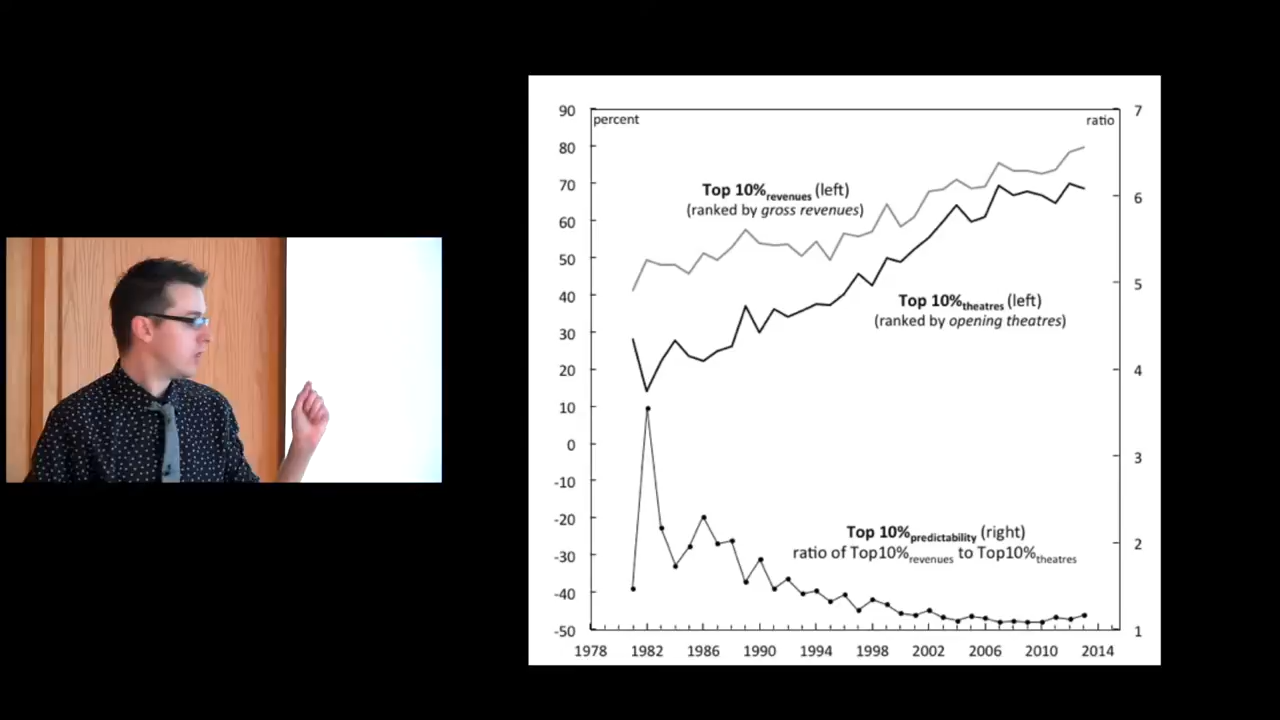 90
80
70
60
50
40
30
20
10
0
-10
-20
-30
-40
-50
percent
ratio
7
6
5
4
3
2
1
Top 10%revenues (left)
(ranked by gross revenues)
Top 10%theatres (left)
(ranked by opening theatres)
Top 10%predictability (right)
ratio of Top10%revenues to Top10%theatres
1978 1982 1986 1990 1994 1998 2002 2006 2010 2014